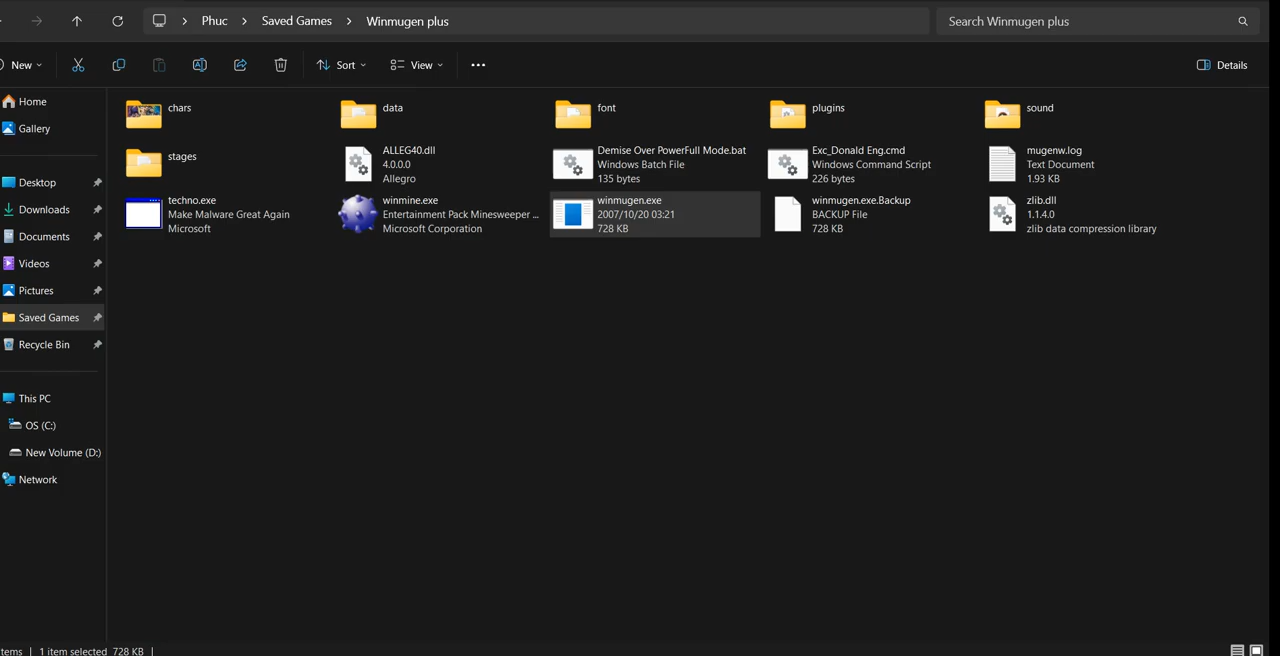 Phuc > Saved Games > Winmugen plus
Search Winmugen plus
New
Sort
View
Details
Home
Gallery
Desktop
Downloads
Documents
Videos
Pictures
Saved Games
Recycle Bin
This PC
OS (C:)
New Volume (D:)
Network
chars
data
font
plugins
sound
stages
ALLEG40.dll
4.0.0.0
Allegro
Demise Over PowerFull Mode.bat
Windows Batch File
135 bytes
Exc_Donald Eng.cmd
Windows Command Script
226 bytes
mugenw.log
Text Document
1.93 KB
techno.exe
Make Malware Great Again
Microsoft
winmine.exe
Entertainment Pack Minesweeper ...
Microsoft Corporation
winmugen.exe
2007/10/20 03:21
728 KB
winmugen.exe.Backup
BACKUP File
728 KB
zlib.dll
1.1.4.0
zlib data compression library
tems | 1 item selected 728 KB |